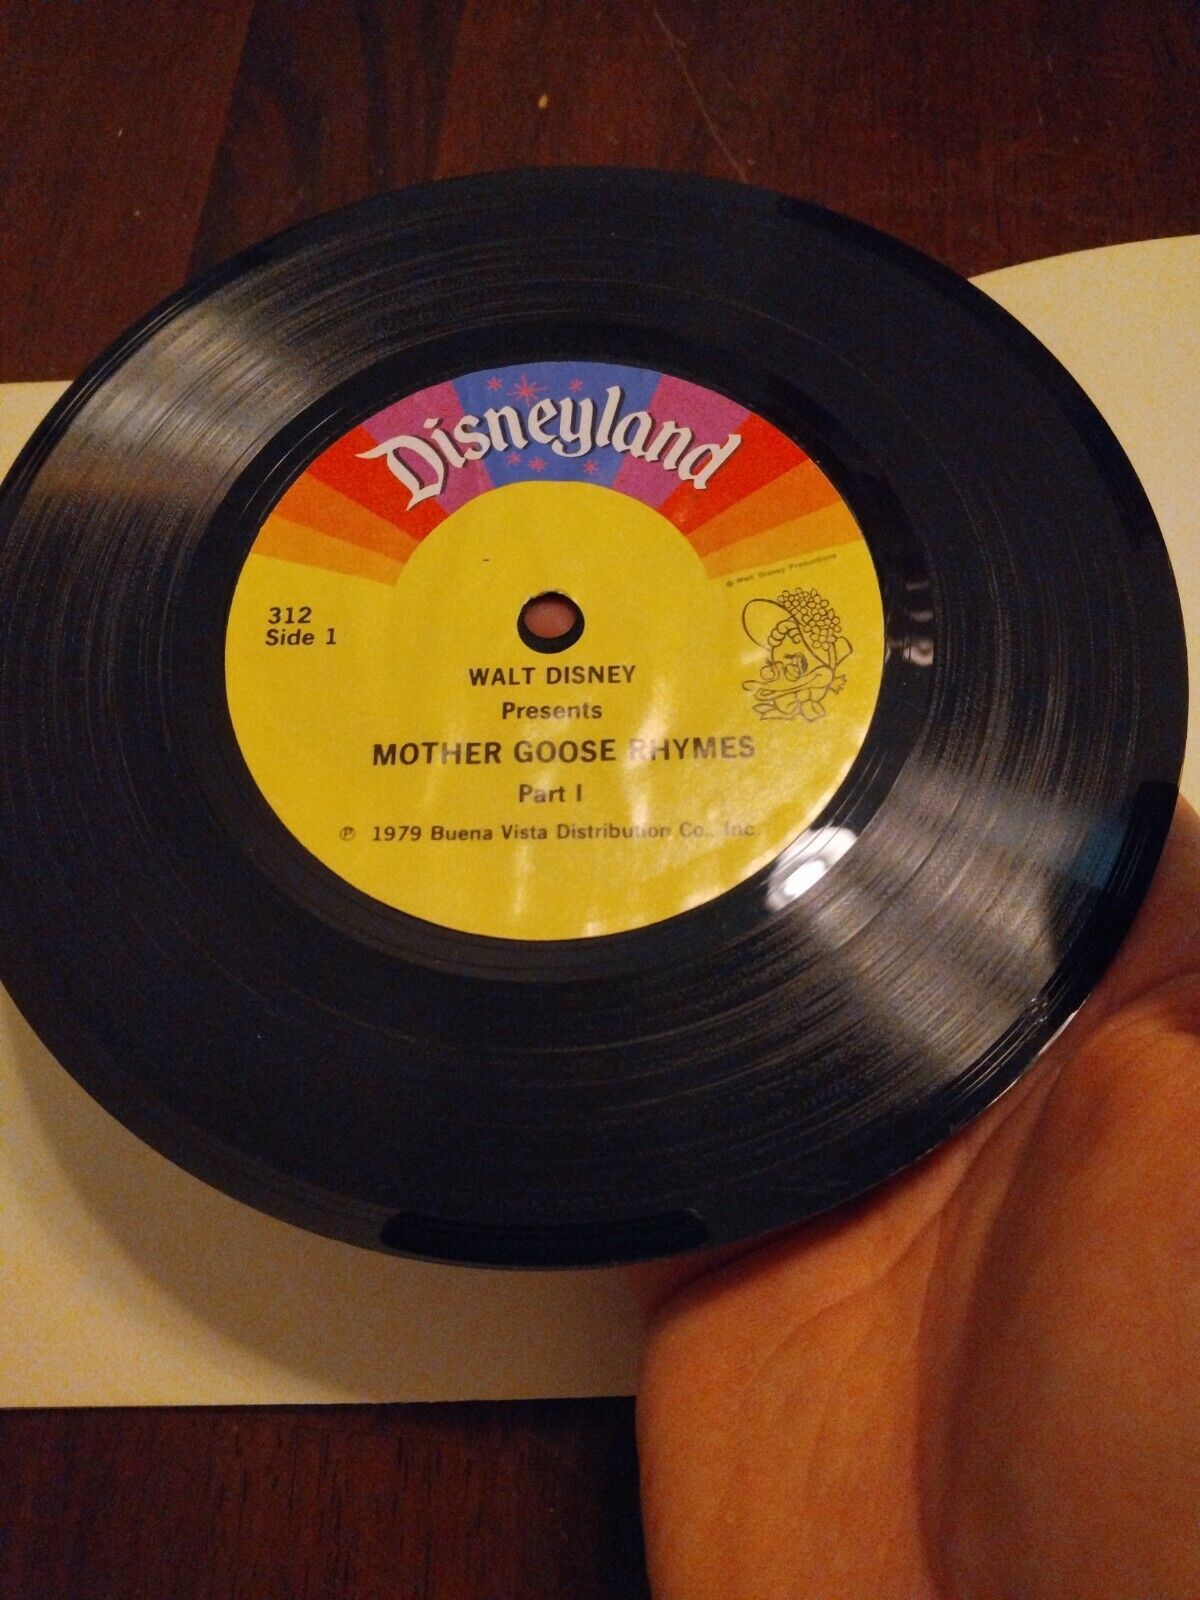 Disneyland
© Walt Disney Productions
312
Side 1
WALT DISNEY
Presents
MOTHER GOOSE RHYMES
Part I
℗ 1979 Buena Vista Distribution Co., Inc.